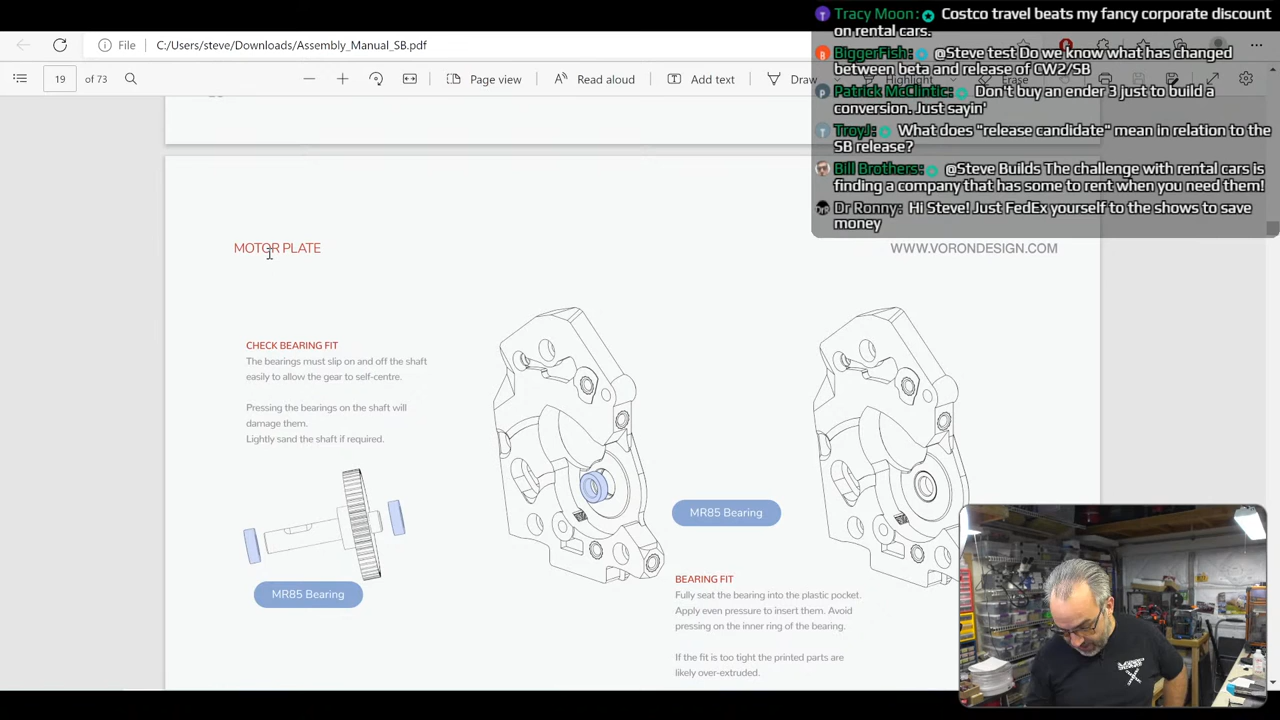 Tracy Moon: Costco travel beats my fancy corporate discount
on rental cars.
File
C:/Users/steve/Downloads/Assembly_Manual_SB.pdf
BiggerFish: @Steve test Do we know what has changed
between beta and release of CW2/SB
19 of 73
Page view
Read aloud
Add text
Draw
Highlight
Erase
Patrick McClintic: Don't buy an ender 3 just to build a
conversion. Just sayin'
TroyJ: What does "release candidate" mean in relation to the
SB release?
Bill Brothers: @Steve Builds The challenge with rental cars is
finding a company that has some to rent when you need them!
Dr Ronny: Hi Steve! Just FedEx yourself to the shows to save
money
MOTOR PLATE
WWW.VORONDESIGN.COM
CHECK BEARING FIT
The bearings must slip on and off the shaft
easily to allow the gear to self-centre.
Pressing the bearings on the shaft will
damage them.
Lightly sand the shaft if required.
MR85 Bearing
MR85 Bearing
BEARING FIT
Fully seat the bearing into the plastic pocket.
Apply even pressure to insert them. Avoid
pressing on the inner ring of the bearing.
If the fit is too tight the printed parts are
likely over-extruded.